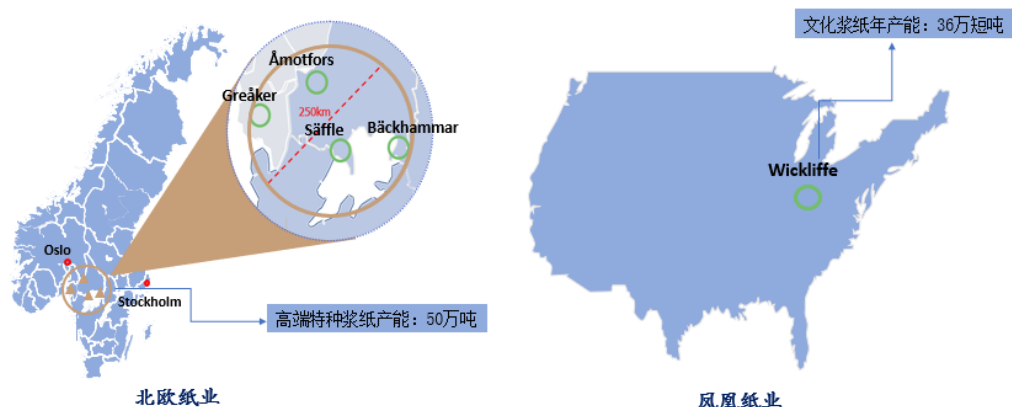 文化浆纸年产能：36万短吨
Åmotfors
Greåker
250km
Säffle
Bäckhammar
Wickliffe
Oslo
Stockholm
高端特种浆纸产能：50万吨
北欧纸业
凤凰纸业